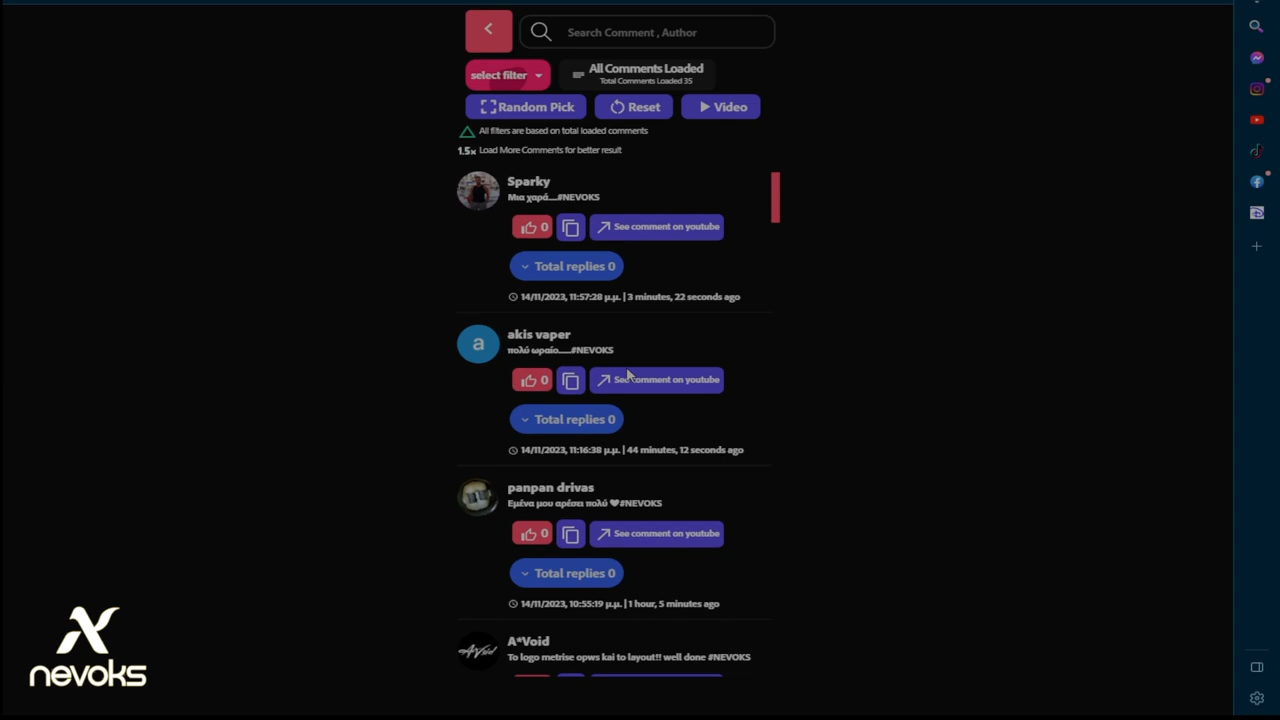 Search Comment , Author
select filter
All Comments Loaded
Total Comments Loaded 35
Random Pick
Reset
Video
All filters are based on total loaded comments
1.5x Load More Comments for better result
Sparky
Μια χαρά....#NEVOKS
0
See comment on youtube
Total replies 0
14/11/2023, 11:57:28 μ.μ. | 3 minutes, 22 seconds ago
a
akis vaper
πολύ ωραίο.....#NEVOKS
0
See comment on youtube
Total replies 0
14/11/2023, 11:16:38 μ.μ. | 44 minutes, 12 seconds ago
panpan drivas
Εμένα μου αρέσει πολύ ❤#NEVOKS
0
See comment on youtube
Total replies 0
14/11/2023, 10:55:19 μ.μ. | 1 hour, 5 minutes ago
A*Void
A*Void
To logo metrise opws kai to layout!! well done #NEVOKS
nevoks